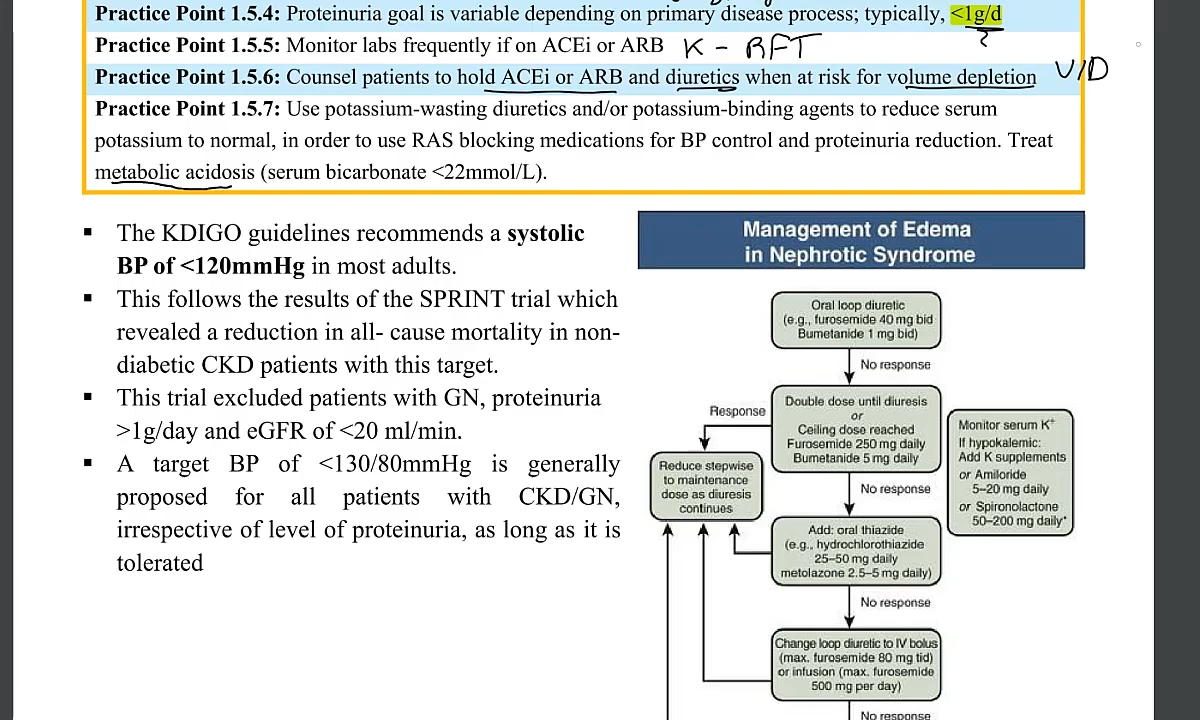 Practice Point 1.5.4: Proteinuria goal is variable depending on primary disease process; typically, <1g/d
Practice Point 1.5.5: Monitor labs frequently if on ACEi or ARB K - RFT
Practice Point 1.5.6: Counsel patients to hold ACEi or ARB and diuretics when at risk for volume depletion V/D
Practice Point 1.5.7: Use potassium-wasting diuretics and/or potassium-binding agents to reduce serum
potassium to normal, in order to use RAS blocking medications for BP control and proteinuria reduction. Treat
metabolic acidosis (serum bicarbonate <22mmol/L).
▪ The KDIGO guidelines recommends a systolic
BP of <120mmHg in most adults.
▪ This follows the results of the SPRINT trial which
revealed a reduction in all- cause mortality in non-
diabetic CKD patients with this target.
▪ This trial excluded patients with GN, proteinuria
>1g/day and eGFR of <20 ml/min.
▪ A target BP of <130/80mmHg is generally
proposed for all patients with CKD/GN,
irrespective of level of proteinuria, as long as it is
tolerated
Management of Edema
in Nephrotic Syndrome
Oral loop diuretic
(e.g., furosemide 40 mg bid
Bumetanide 1 mg bid)
No response
Double dose until diuresis
or
Ceiling dose reached
Furosemide 250 mg daily
Bumetanide 5 mg daily
Response
Reduce stepwise
to maintenance
dose as diuresis
continues
Monitor serum K⁺
If hypokalemic:
Add K supplements
or Amiloride
5–20 mg daily
or Spironolactone
50–200 mg daily*
No response
Add: oral thiazide
(e.g., hydrochlorothiazide
25–50 mg daily
metolazone 2.5–5 mg daily)
No response
Change loop diuretic to IV bolus
(max. furosemide 80 mg tid)
or infusion (max. furosemide
500 mg per day)
No response